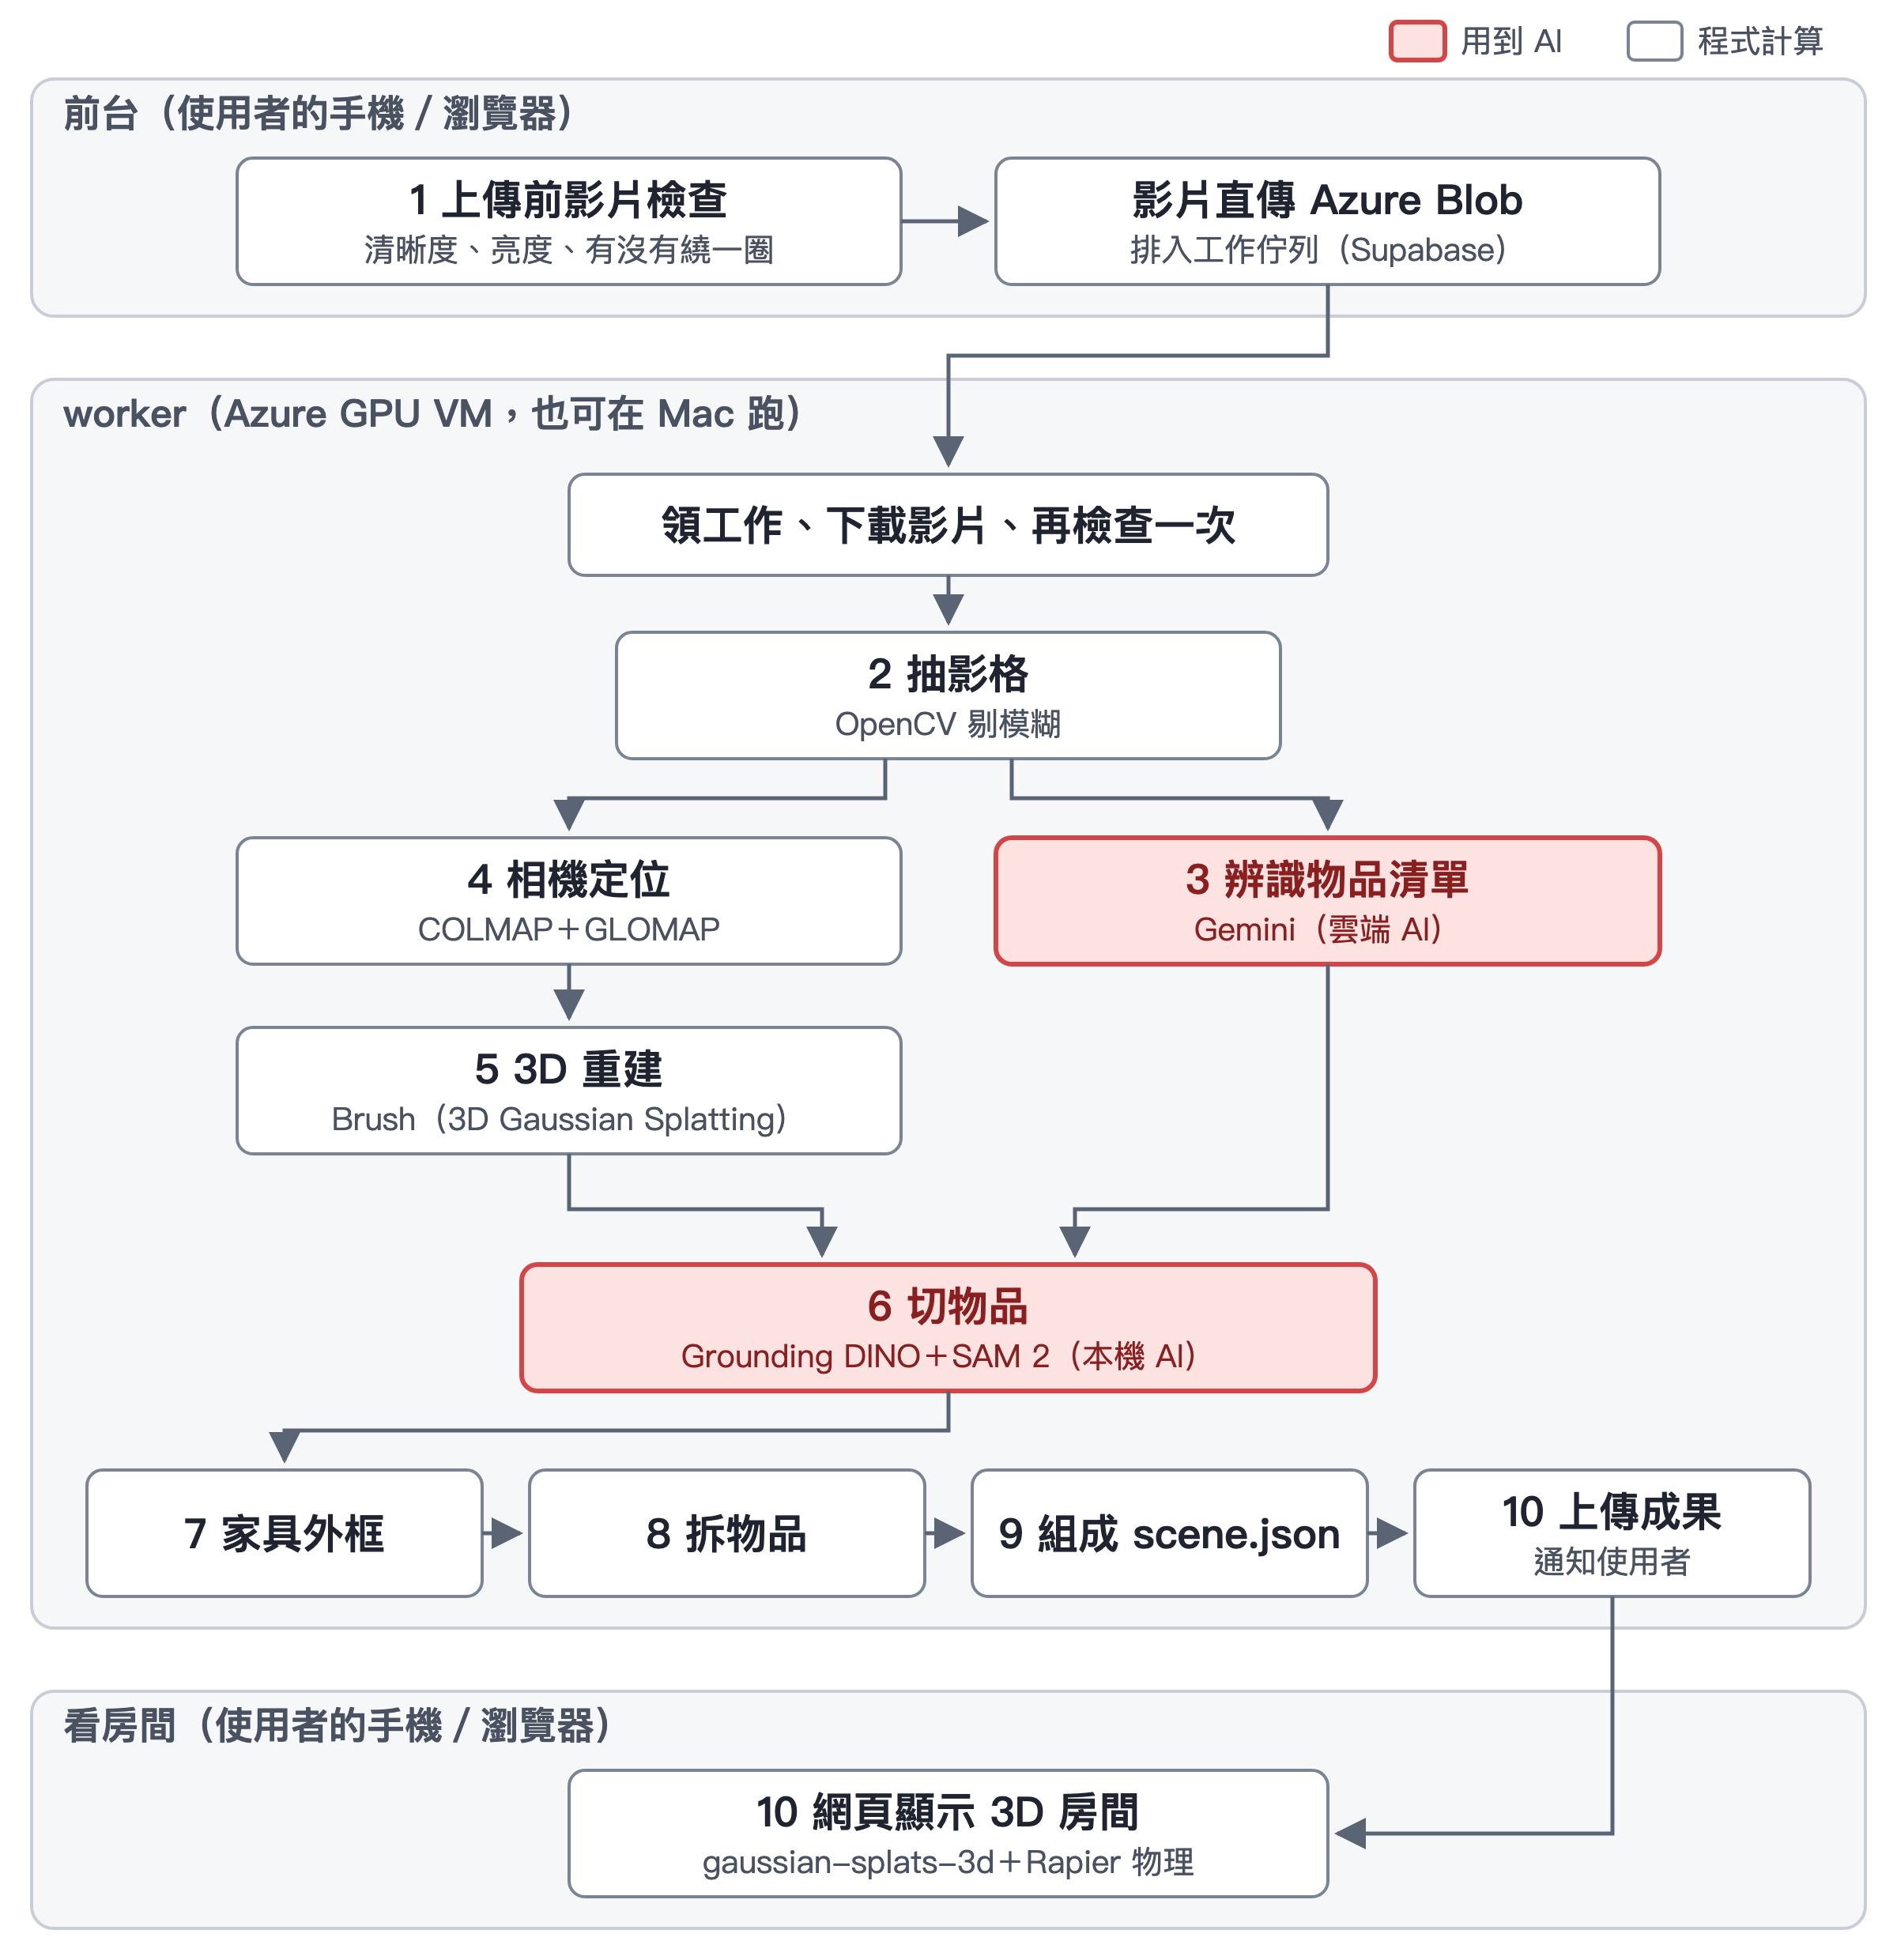 用到 AI
程式計算
前台（使用者的手機 / 瀏覽器）
1 上傳前影片檢查
清晰度、亮度、有沒有繞一圈
影片直傳 Azure Blob
排入工作佇列（Supabase）
worker（Azure GPU VM，也可在 Mac 跑）
領工作、下載影片、再檢查一次
2 抽影格
OpenCV 剔模糊
4 相機定位
COLMAP＋GLOMAP
3 辨識物品清單
Gemini（雲端 AI）
5 3D 重建
Brush（3D Gaussian Splatting）
6 切物品
Grounding DINO＋SAM 2（本機 AI）
7 家具外框
8 拆物品
9 組成 scene.json
10 上傳成果
通知使用者
看房間（使用者的手機 / 瀏覽器）
10 網頁顯示 3D 房間
gaussian-splats-3d＋Rapier 物理